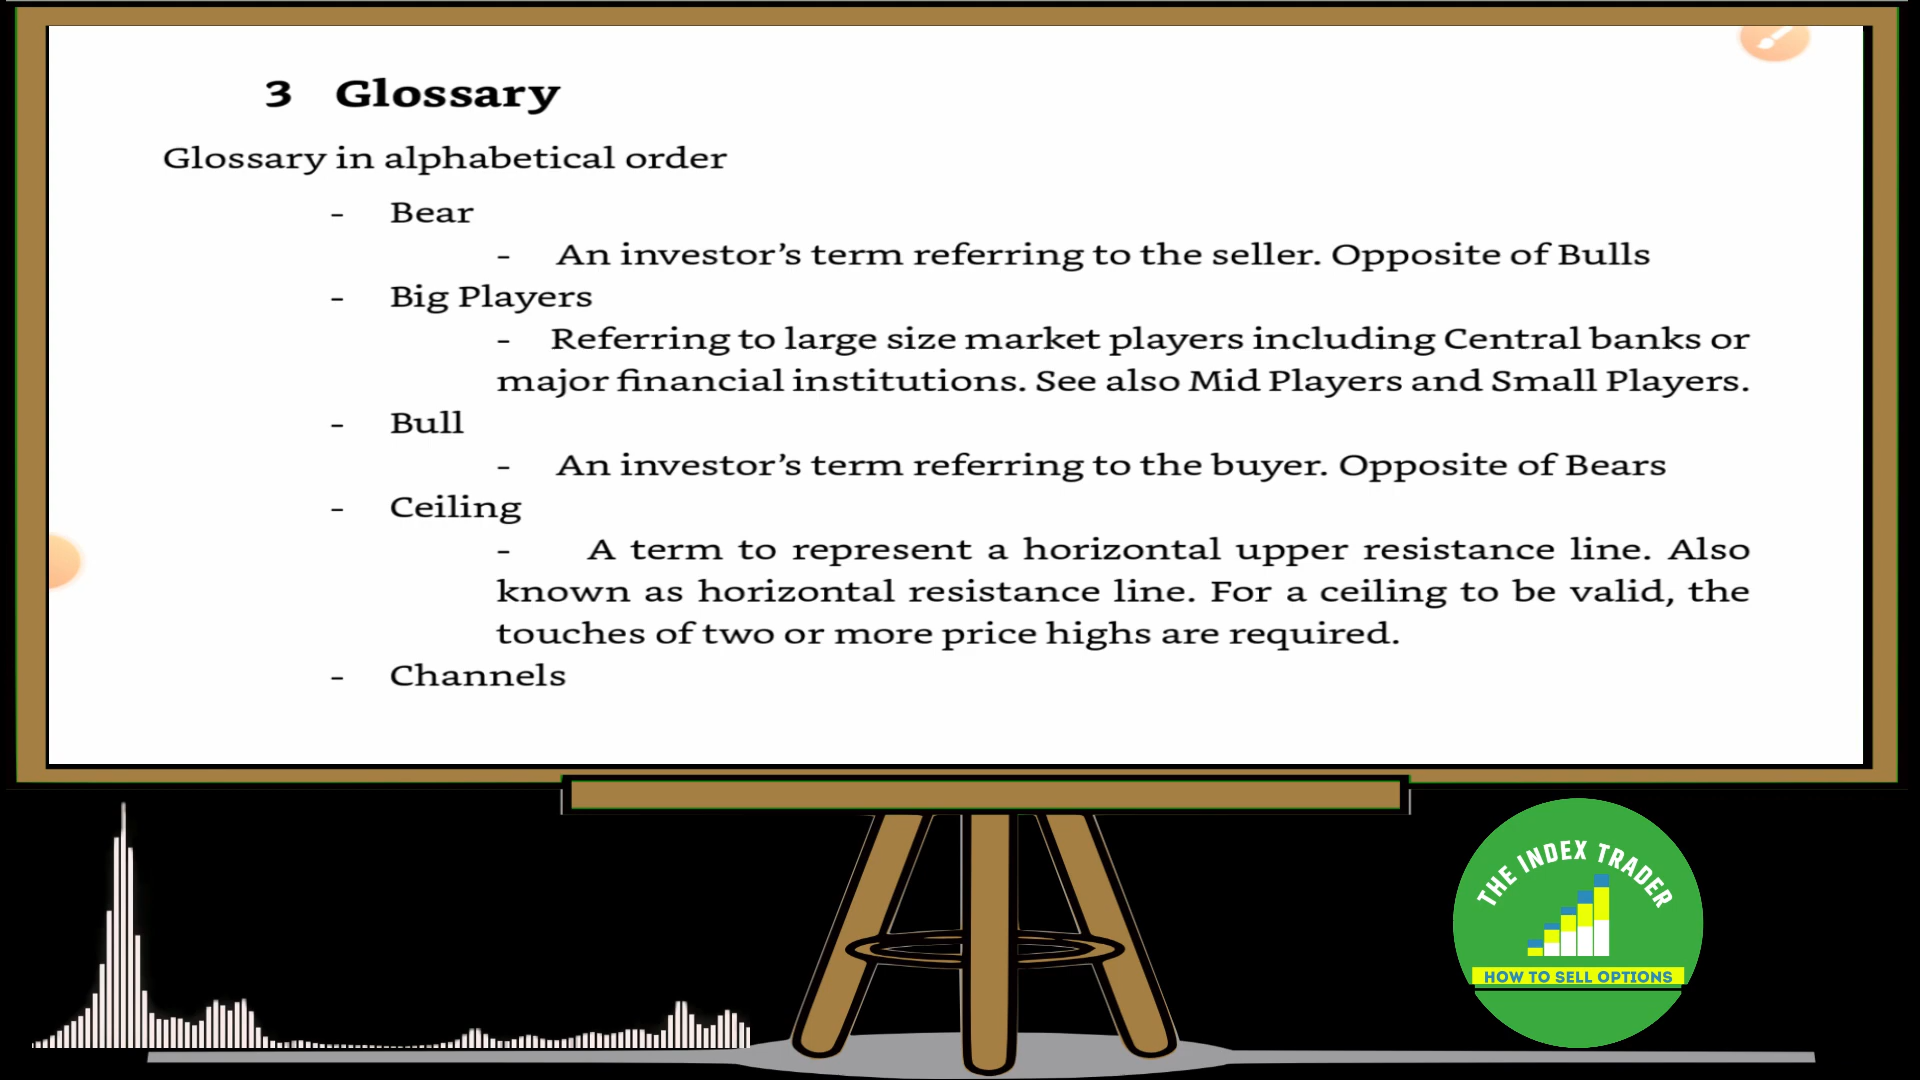 3 Glossary
Glossary in alphabetical order
- Bear
- An investor’s term referring to the seller. Opposite of Bulls
- Big Players
- Referring to large size market players including Central banks or
major financial institutions. See also Mid Players and Small Players.
- Bull
- An investor’s term referring to the buyer. Opposite of Bears
- Ceiling
- A term to represent a horizontal upper resistance line. Also
known as horizontal resistance line. For a ceiling to be valid, the
touches of two or more price highs are required.
- Channels
THE INDEX TRADER
HOW TO SELL OPTIONS